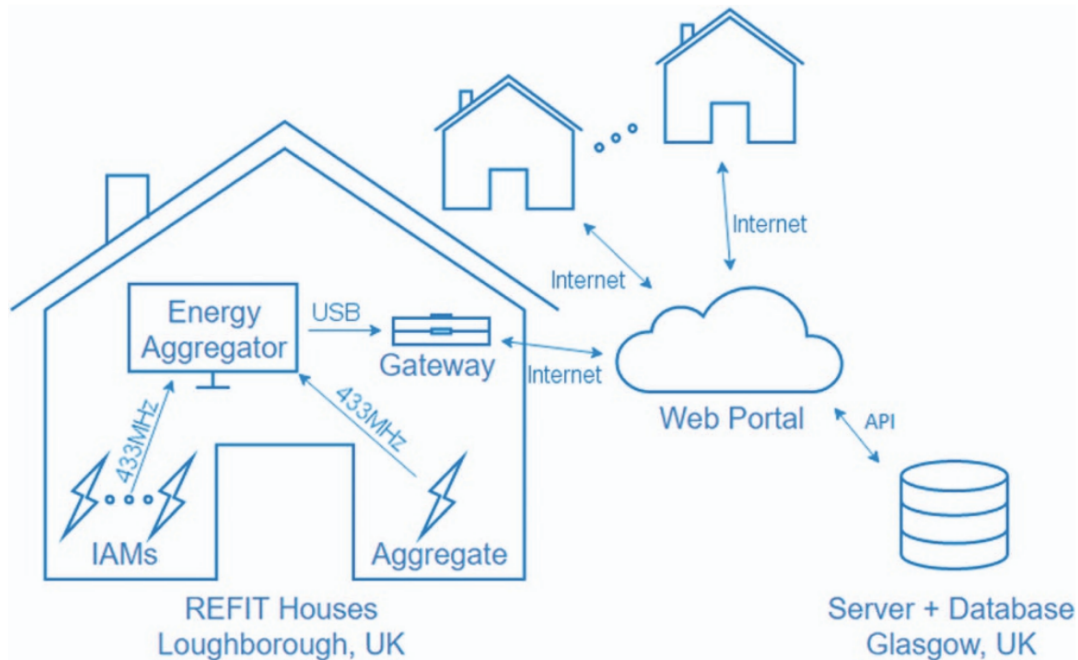 Internet
Internet
Energy
Aggregator
USB
Gateway
Internet
Web Portal
API
433MHz
433MHz
IAMs
Aggregate
REFIT Houses
Loughborough, UK
Server + Database
Glasgow, UK